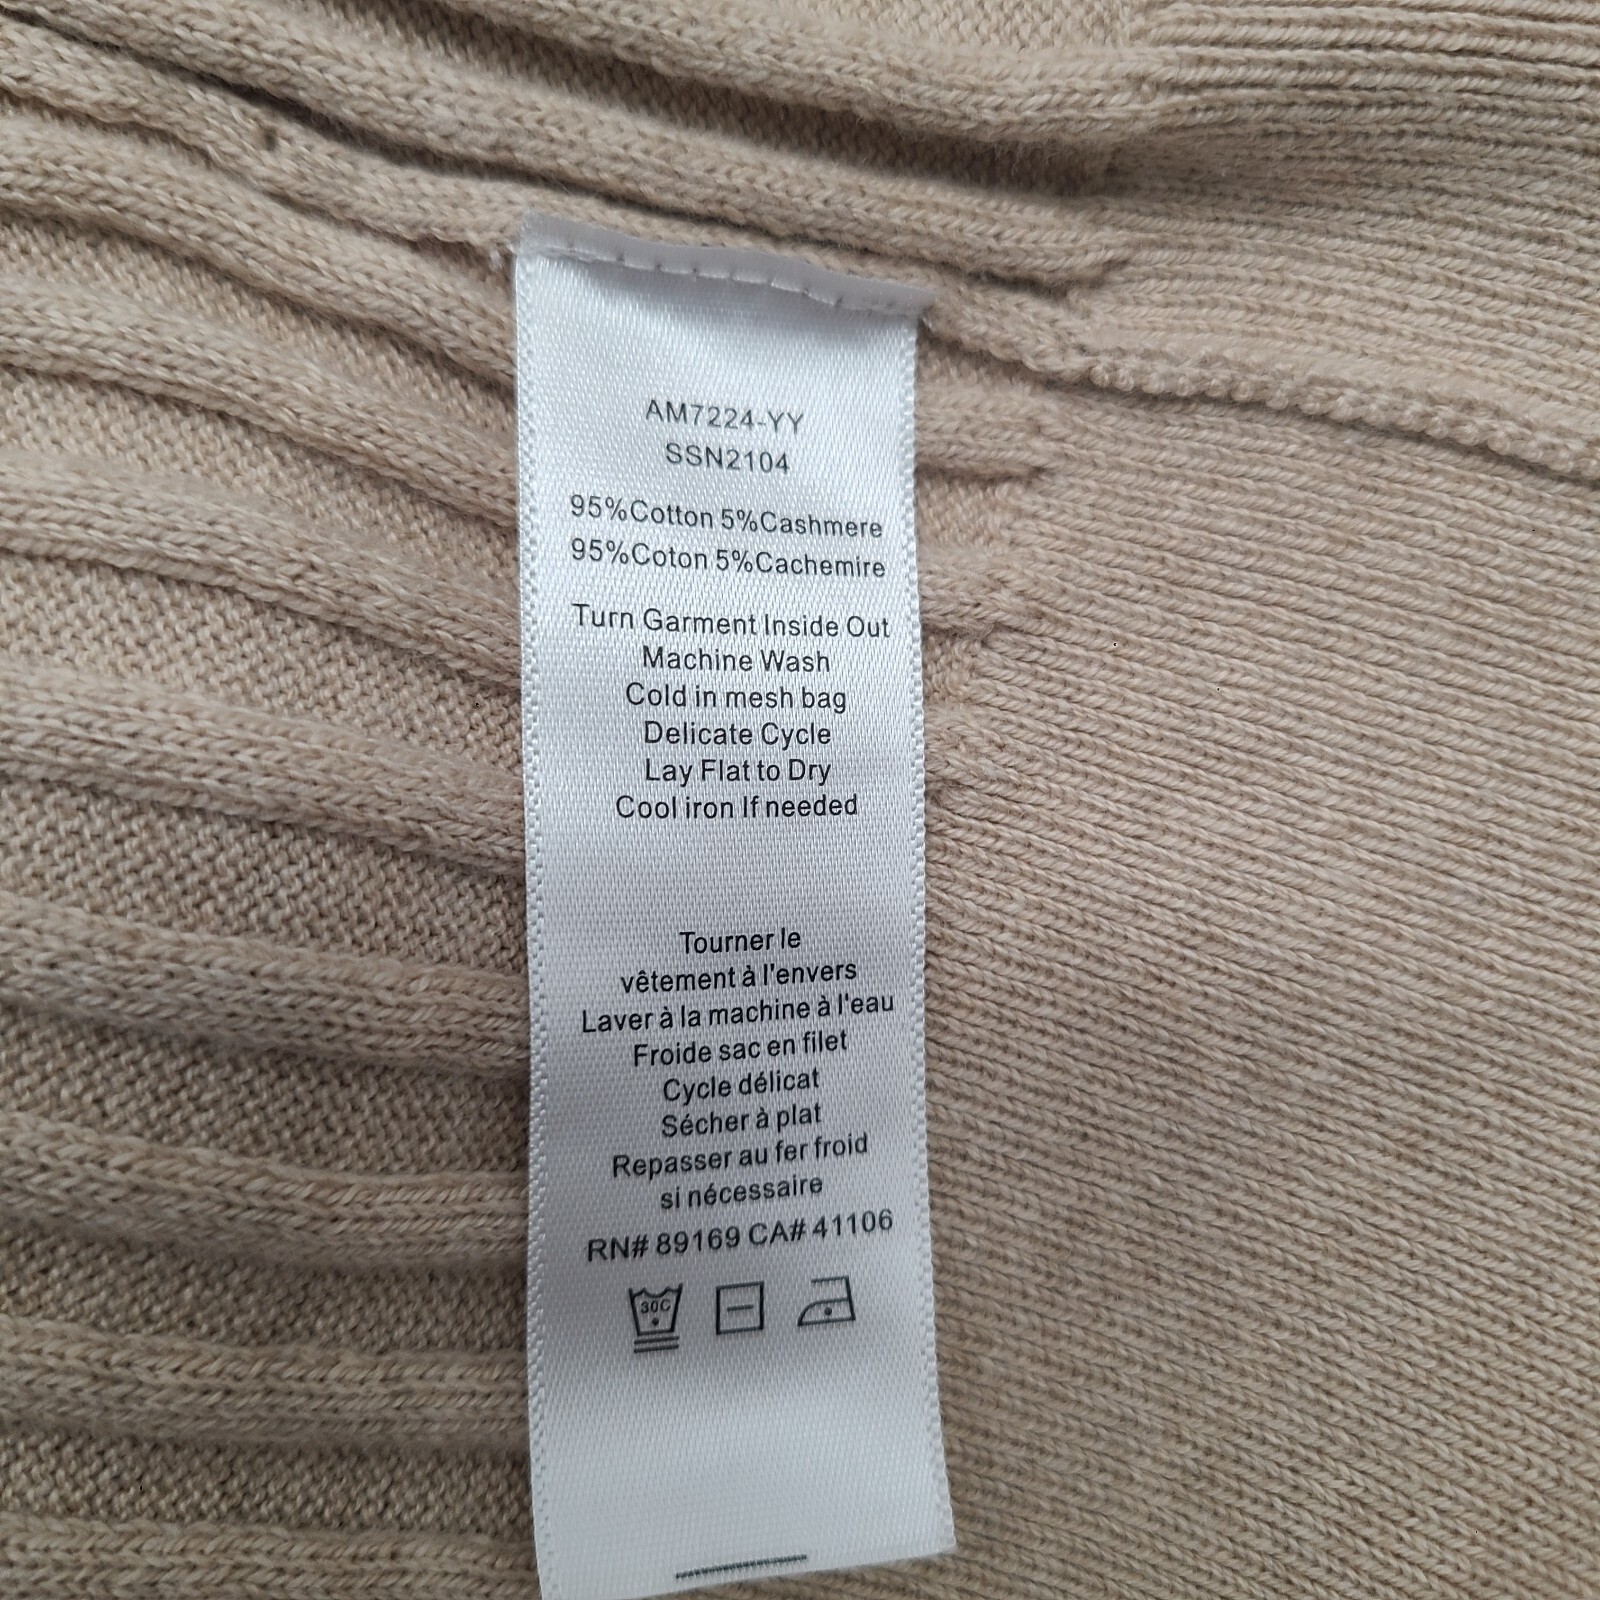 AM7224-YY
SSN2104
95%Cotton 5%Cashmere
95%Coton 5%Cachemire
Turn Garment Inside Out
Machine Wash
Cold in mesh bag
Delicate Cycle
Lay Flat to Dry
Cool iron If needed
Tourner le
vêtement à l'envers
Laver à la machine à l'eau
Froide sac en filet
Cycle délicat
Sécher à plat
Repasser au fer froid
si nécessaire
RN# 89169 CA# 41106
30C